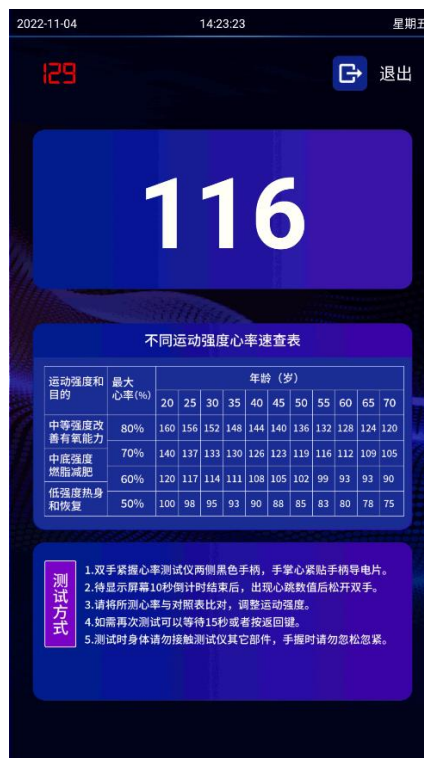 2022-11-04 14:23:23 星期五
129 退出
116
不同运动强度心率速查表
运动强度和目的 最大心率(%) 年龄（岁）
20 25 30 35 40 45 50 55 60 65 70
中等强度改善有氧能力 80% 160 156 152 148 144 140 136 132 128 124 120
中底强度燃脂减肥 70% 140 137 133 130 126 123 119 116 112 109 105
60% 120 117 114 111 108 105 102 99 93 93 90
低强度热身和恢复 50% 100 98 95 93 90 88 85 83 80 78 75
测试方式
1.双手紧握心率测试仪两侧黑色手柄，手掌心紧贴手柄导电片。
2.待显示屏幕10秒倒计时结束后，出现心跳数值后松开双手。
3.请将所测心率与对照表比对，调整运动强度。
4.如需再次测试可以等待15秒或者按返回键。
5.测试时身体请勿接触测试仪其它部件，手握时请勿忽松忽紧。